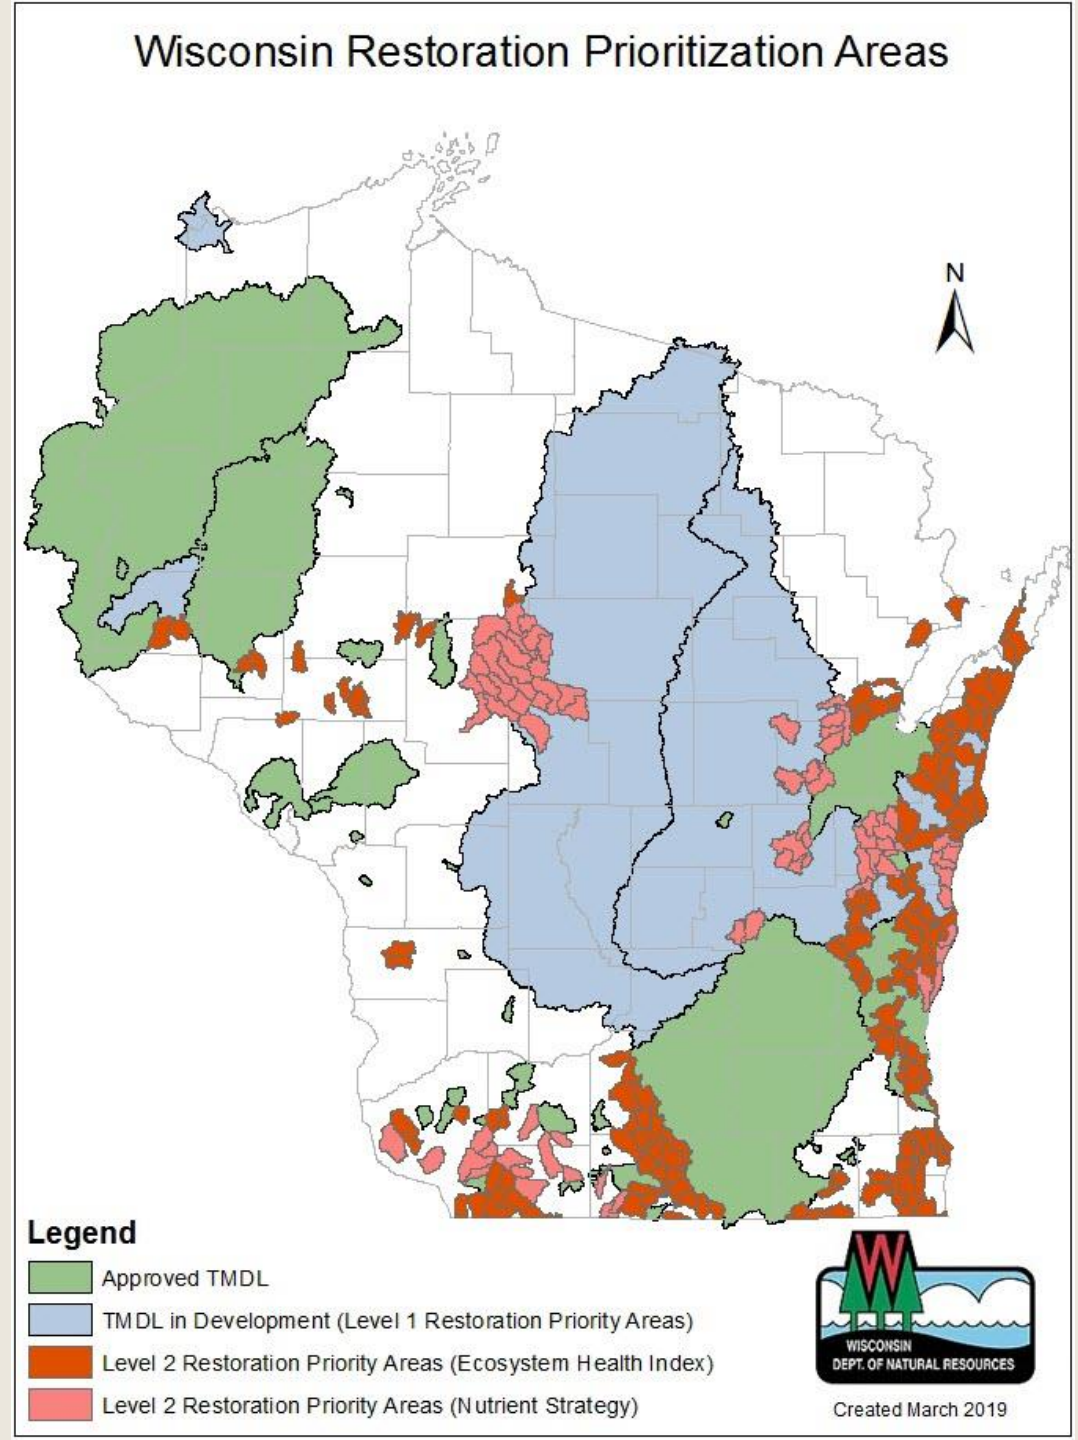 Wisconsin Restoration Prioritization Areas
N
Legend
Approved TMDL
TMDL in Development (Level 1 Restoration Priority Areas)
Level 2 Restoration Priority Areas (Ecosystem Health Index)
Level 2 Restoration Priority Areas (Nutrient Strategy)
W
WISCONSIN
DEPT. OF NATURAL RESOURCES
Created March 2019